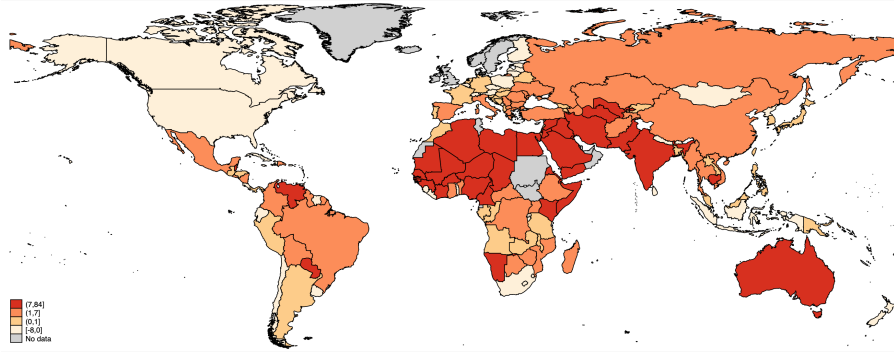 (7,84]
(1,7]
(0,1]
[-8,0]
No data